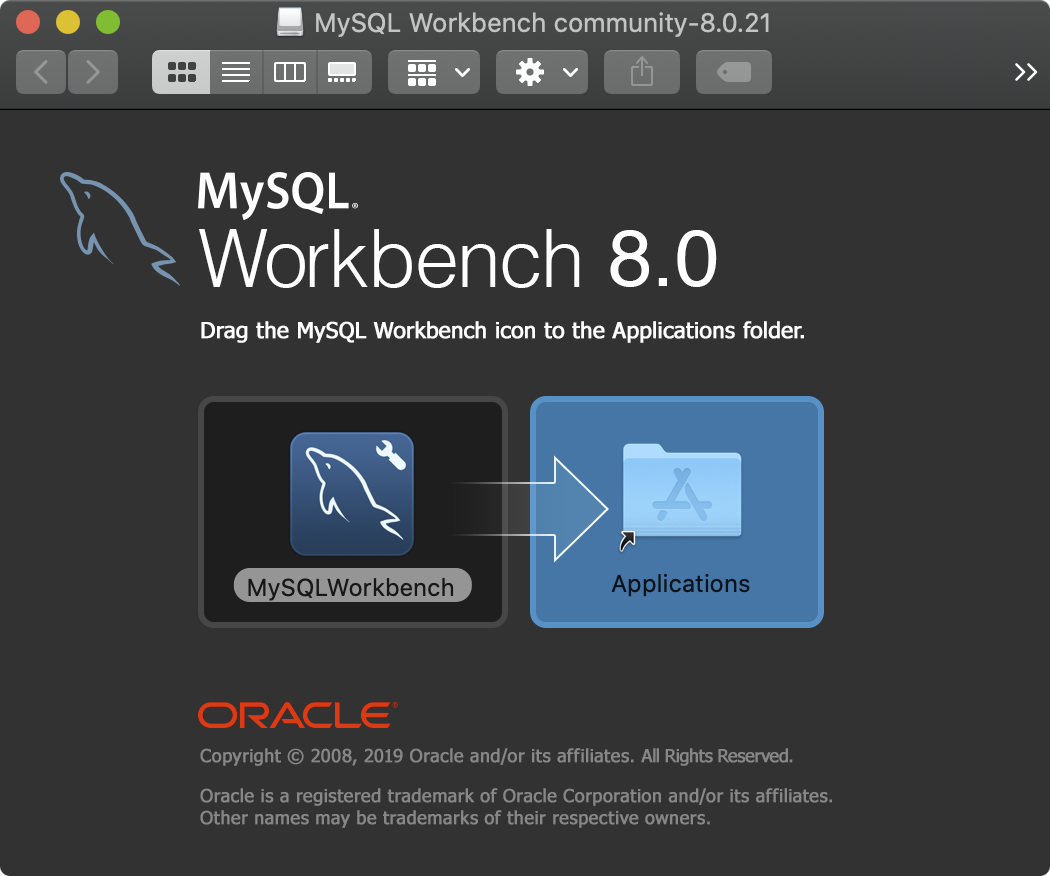 MySQL Workbench community-8.0.21
MySQL®
Workbench 8.0
Drag the MySQL Workbench icon to the Applications folder.
MySQLWorkbench
Applications
ORACLE®
Copyright © 2008, 2019 Oracle and/or its affiliates. All Rights Reserved.
Oracle is a registered trademark of Oracle Corporation and/or its affiliates.
Other names may be trademarks of their respective owners.